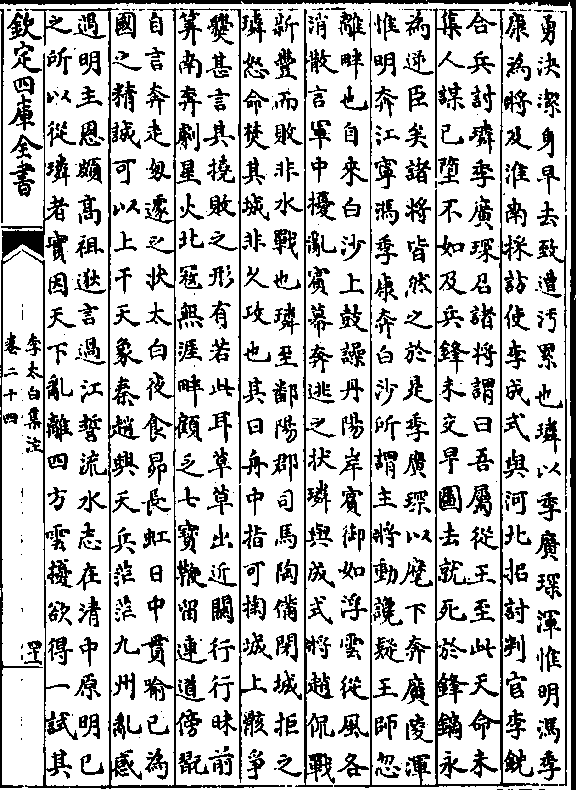 勇決潔身早去致遭汚累也璘以季廣琛渾惟明馮季
康為將及淮南採訪使李成式與河北招討判官李銑
合兵討璘季廣琛召諸將謂曰吾屬從王至此天命未
集人謀已墮不如及兵鋒未交早圖去就死於鋒鏑永
為逆臣矣諸將皆然之於是季廣琛以麾下奔廣陵渾
惟明奔江寧馮季康奔白沙所謂主將動讒疑王師忽
離畔也自來白沙上鼓譟丹陽岸賓御如浮雲從風各
消散言軍中擾亂賓幕奔逃之狀璘與成式將趙侃戰
新豐而敗非水戰也璘至鄱陽郡司馬陶備閉城拒之
璘怒命焚其城非久攻也其曰舟中指可掬城上骸爭
㸑甚言其撓敗之形有若此耳草草出近關行行昧前
算南奔劇星火北冦無涯畔顧乏七寶鞭留連道傍翫
自言奔走匆遽之狀太白夜食昴長虹日中貫喻己為
國之精誠可以上干天象秦趙興天兵茫茫九州亂感
遇明主恩頗高祖逖言過江誓流水志在清中原明己
之所以從璘者實因天下亂離四方雲擾欲得一試其
欽定四庫全書
李太白集注
卷二十四